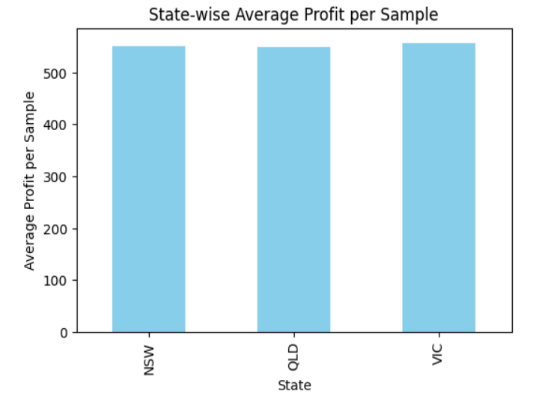 State-wise Average Profit per Sample
Average Profit per Sample
500
400
300
200
100
0
NSW
QLD
VIC
State